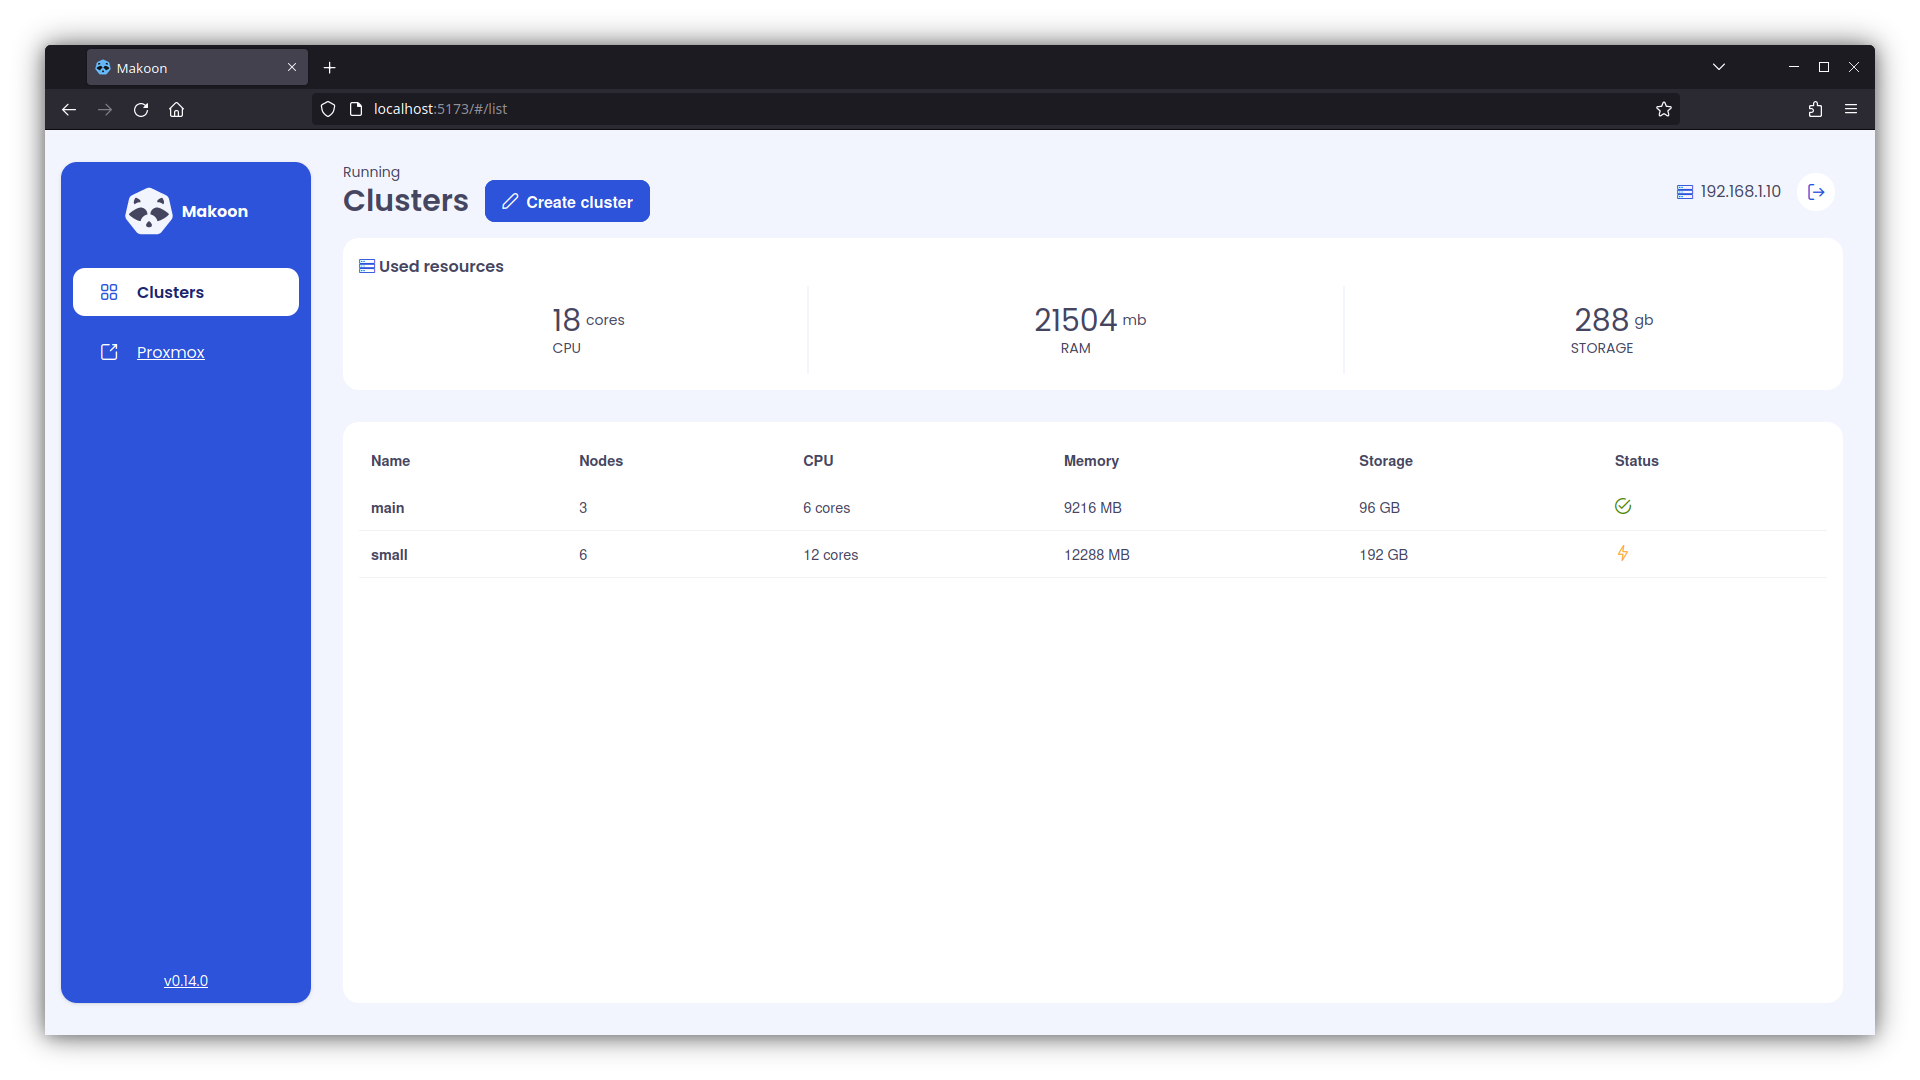 Makoon
localhost:5173/#/list
Makoon
Clusters
Proxmox
v0.14.0
Running
Clusters
Create cluster
192.168.1.10
Used resources
18 cores
CPU
21504 mb
RAM
288 gb
STORAGE
Name Nodes CPU Memory Storage Status
main 3 6 cores 9216 MB 96 GB
small 6 12 cores 12288 MB 192 GB